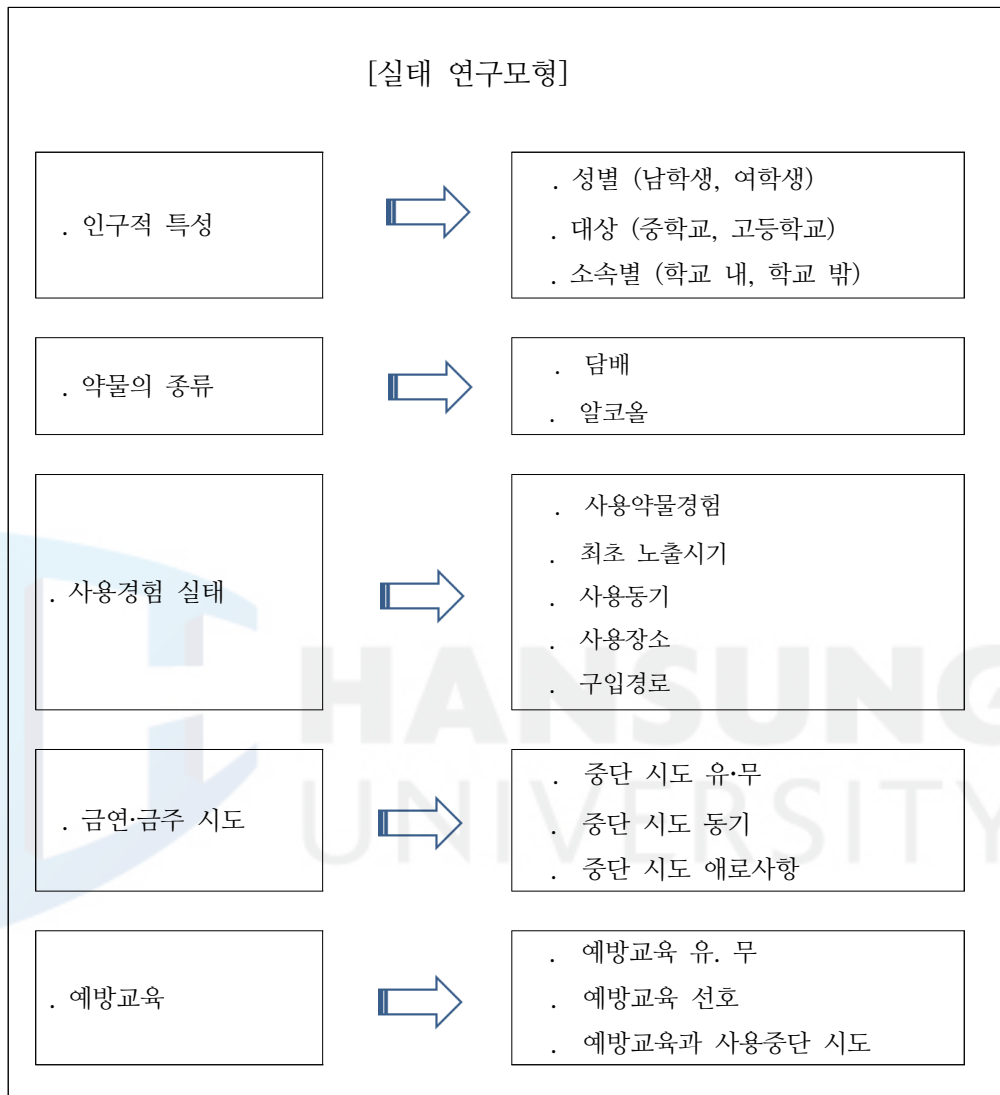 [실태 연구모형]
. 인구적 특성
. 성별 (남학생, 여학생)
. 대상 (중학교, 고등학교)
. 소속별 (학교 내, 학교 밖)
. 약물의 종류
. 담배
. 알코올
. 사용경험 실태
. 사용약물경험
. 최초 노출시기
. 사용동기
. 사용장소
. 구입경로
. 금연·금주 시도
. 중단 시도 유·무
. 중단 시도 동기
. 중단 시도 애로사항
. 예방교육
. 예방교육 유. 무
. 예방교육 선호
. 예방교육과 사용중단 시도
HANSUNG
UNIVERSITY